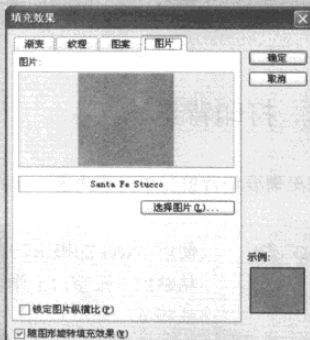 填充效果
渐变 纹理 图案 图片
图片:
确定
取消
Santa Fe Stucco
选择图片(L)...
示例:
锁定图片纵横比(P)
随图形旋转填充效果(W)